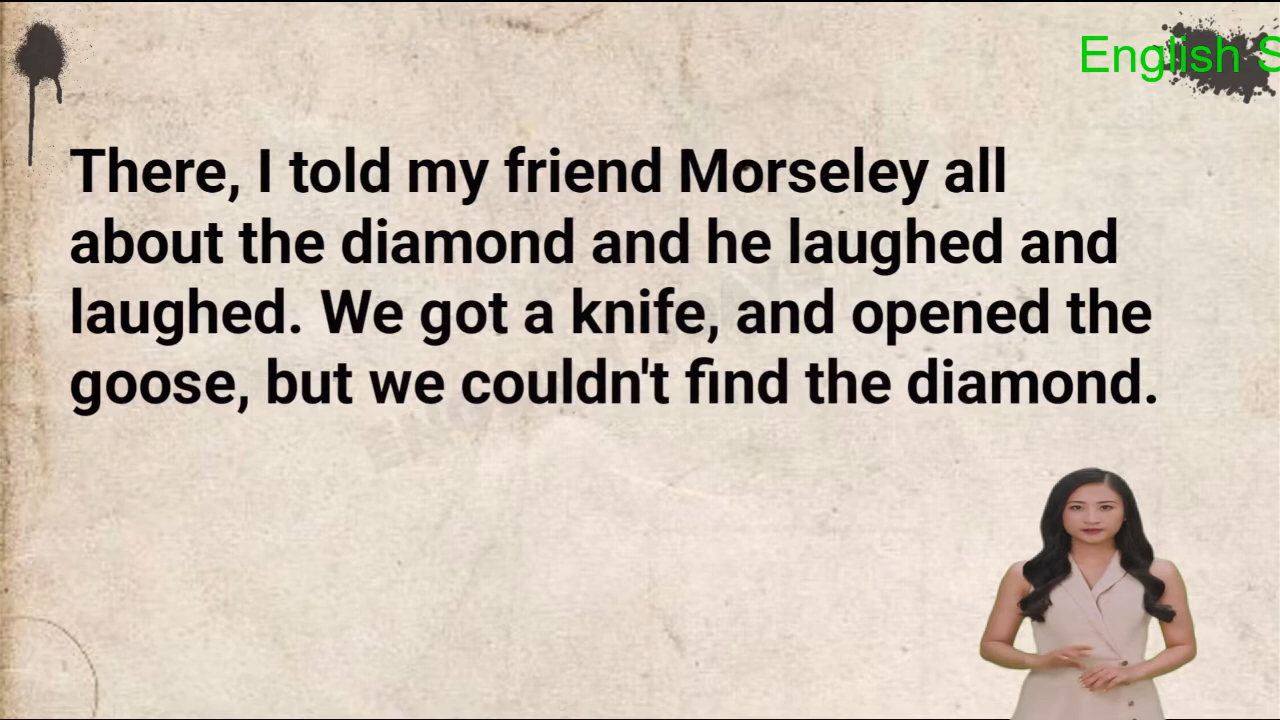 English S
There, I told my friend Morseley all
about the diamond and he laughed and
laughed. We got a knife, and opened the
goose, but we couldn't find the diamond.